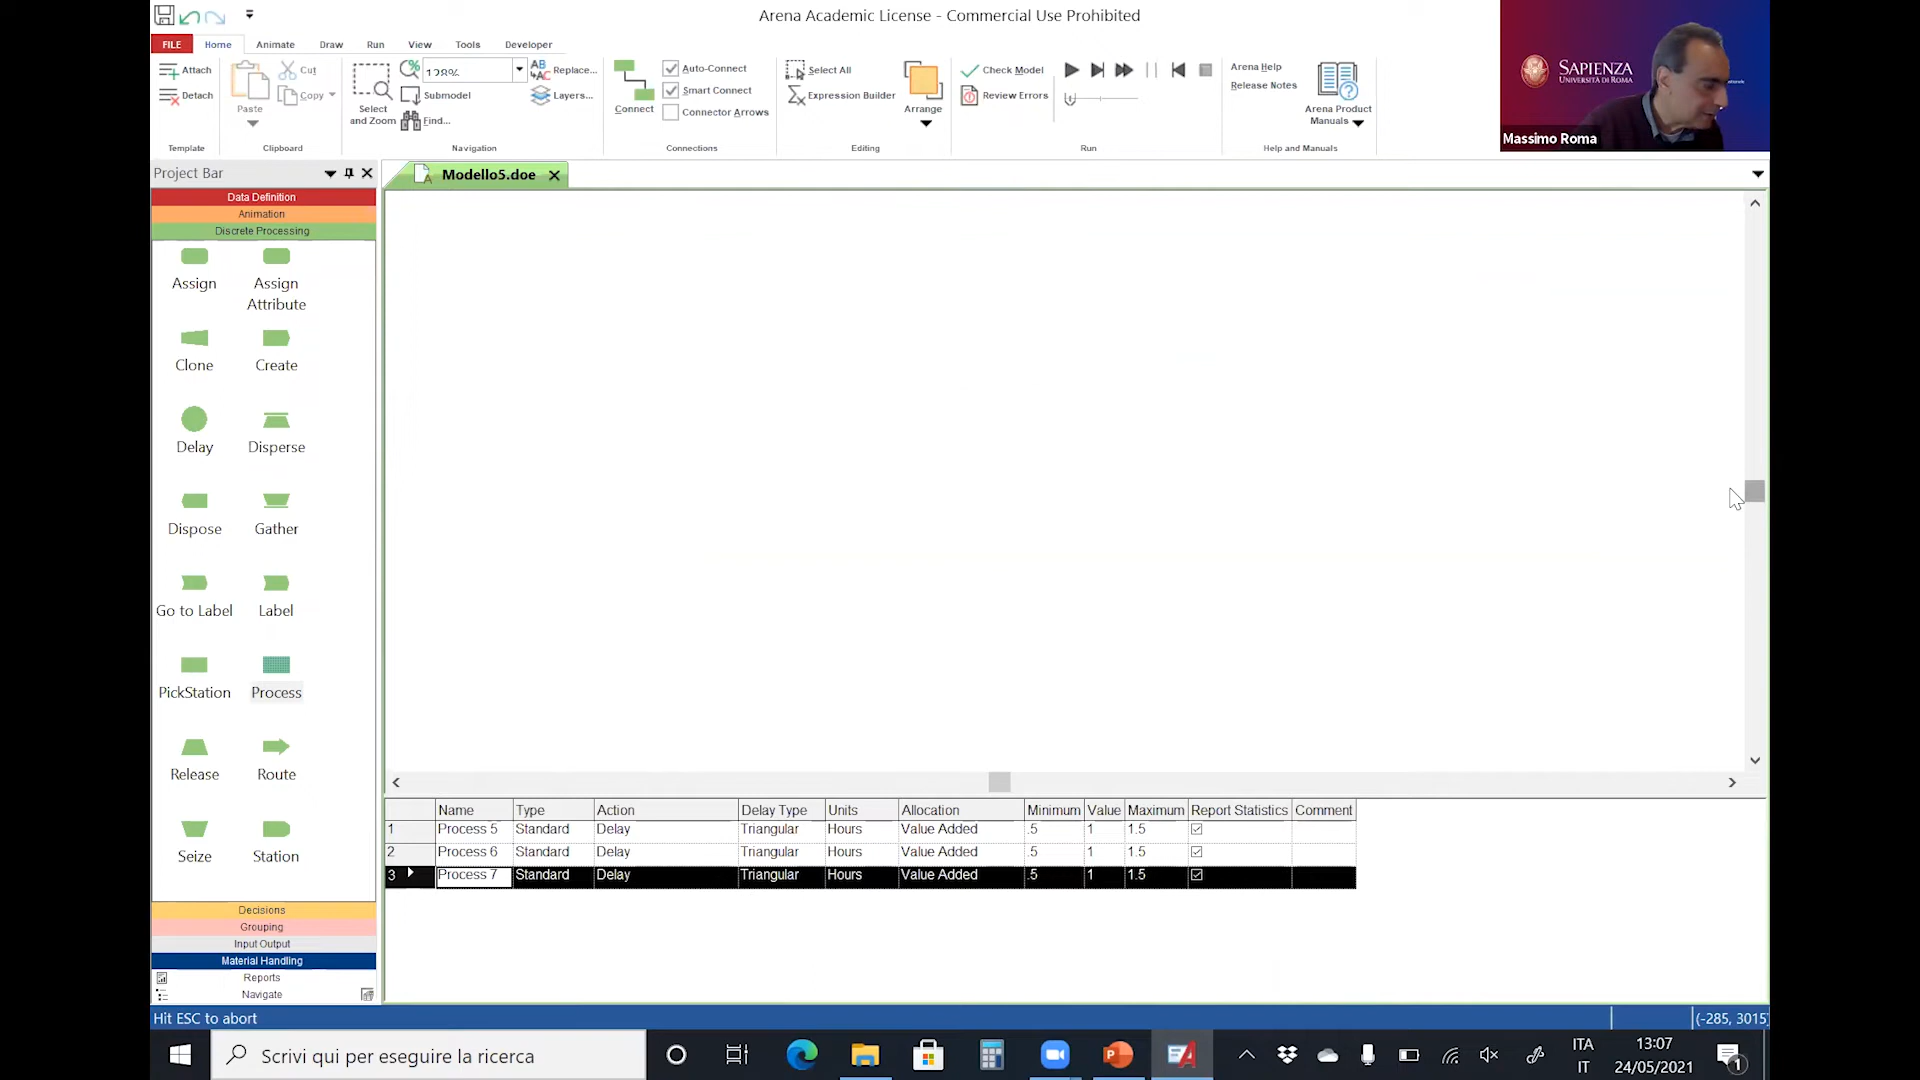 Arena Academic License - Commercial Use Prohibited
FILE Home Animate Draw Run View Tools Developer
Attach
Detach
Template
Paste
Cut
Copy
Clipboard
Select
and Zoom
128%
Submodel
Find...
Replace...
Layers...
Navigation
Connect
Auto-Connect
Smart Connect
Connector Arrows
Connections
Select All
Expression Builder
Arrange
Editing
Check Model
Review Errors
Run
Arena Help
Release Notes
Arena Product
Manuals
Help and Manuals
SAPIENZA
UNIVERSITÀ DI ROMA
Massimo Roma
Project Bar
Modello5.doe
Data Definition
Animation
Discrete Processing
Assign
Assign
Attribute
Clone
Create
Delay
Disperse
Dispose
Gather
Go to Label
Label
PickStation
Process
Release
Route
Seize
Station
Decisions
Grouping
Input Output
Material Handling
Reports
Navigate
Name Type Action Delay Type Units Allocation Minimum Value Maximum Report Statistics Comment
1 Process 5 Standard Delay Triangular Hours Value Added .5 1 1.5
2 Process 6 Standard Delay Triangular Hours Value Added .5 1 1.5
3 Process 7 Standard Delay Triangular Hours Value Added .5 1 1.5
Hit ESC to abort
(-285, 3015)
Scrivi qui per eseguire la ricerca
ITA
IT
13:07
24/05/2021
1